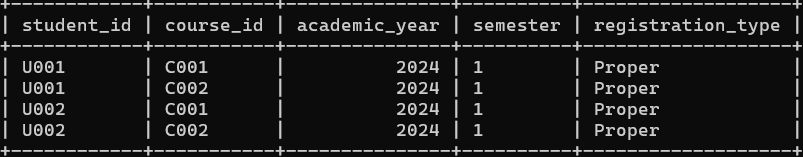 | student_id | course_id | academic_year | semester | registration_type |
| U001       | C001      |          2024 | 1        | Proper            |
| U001       | C002      |          2024 | 1        | Proper            |
| U002       | C001      |          2024 | 1        | Proper            |
| U002       | C002      |          2024 | 1        | Proper            |